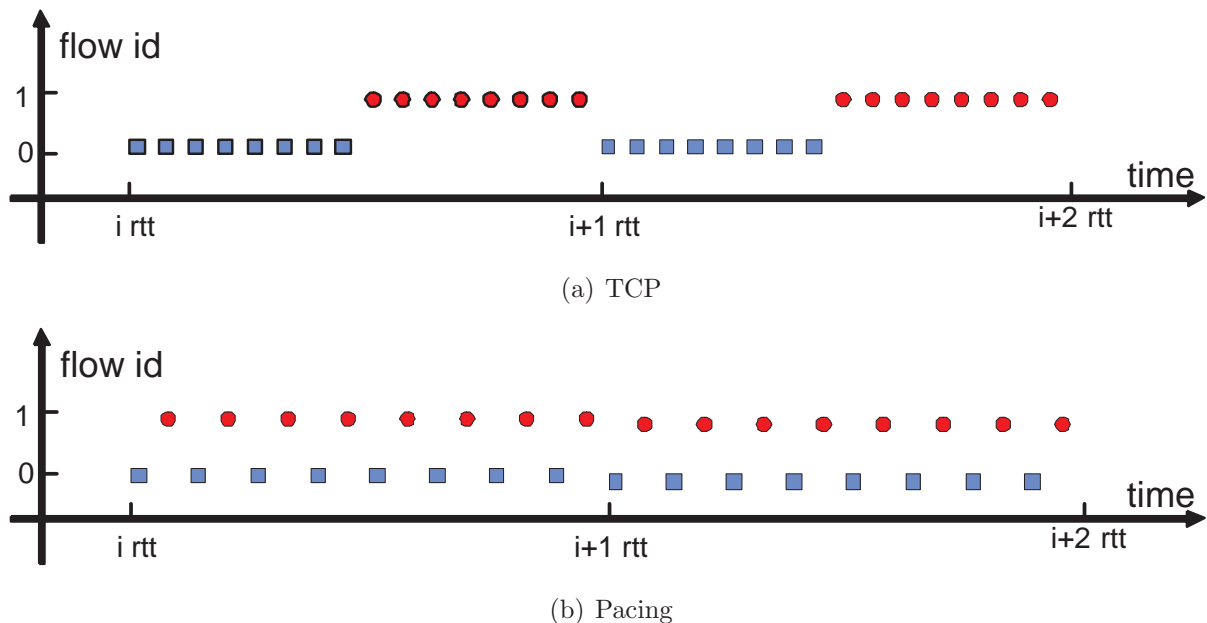 flow id
1
0
time
i rtt
i+1 rtt
i+2 rtt
(a) TCP
flow id
1
0
time
i rtt
i+1 rtt
i+2 rtt
(b) Pacing